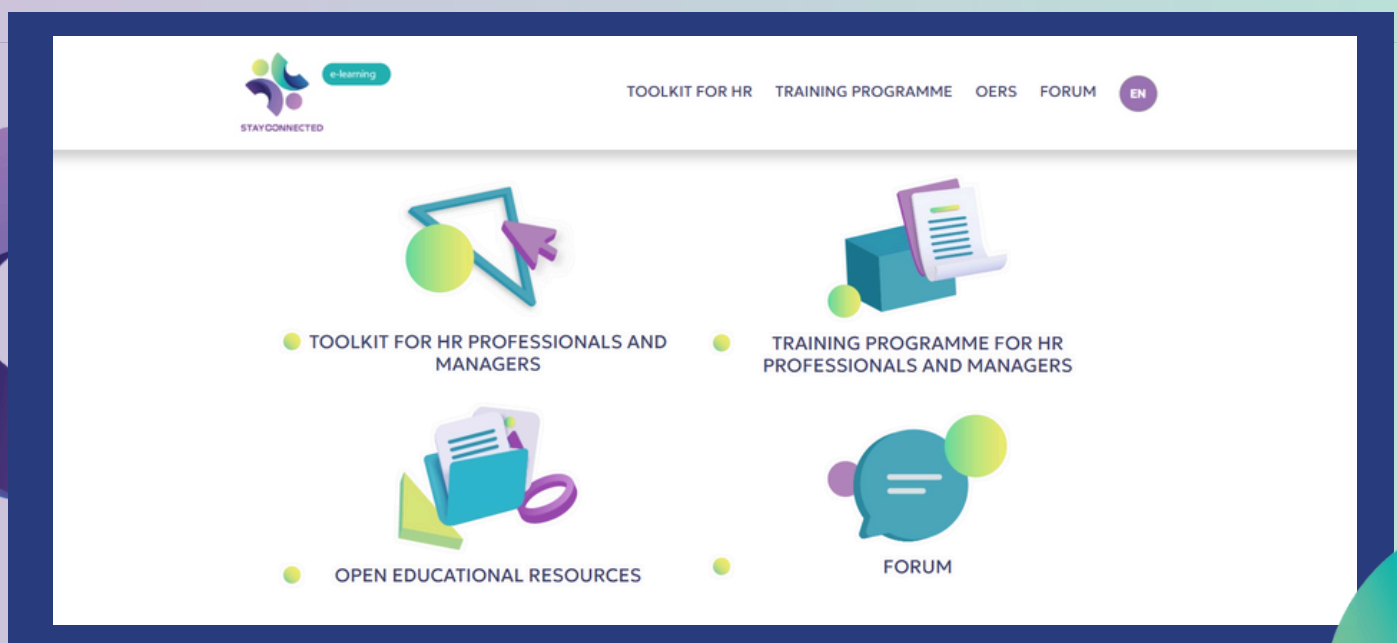 e-learning
STAYCONNECTED
TOOLKIT FOR HR TRAINING PROGRAMME OERS FORUM EN
TOOLKIT FOR HR PROFESSIONALS AND
MANAGERS
TRAINING PROGRAMME FOR HR
PROFESSIONALS AND MANAGERS
OPEN EDUCATIONAL RESOURCES
FORUM